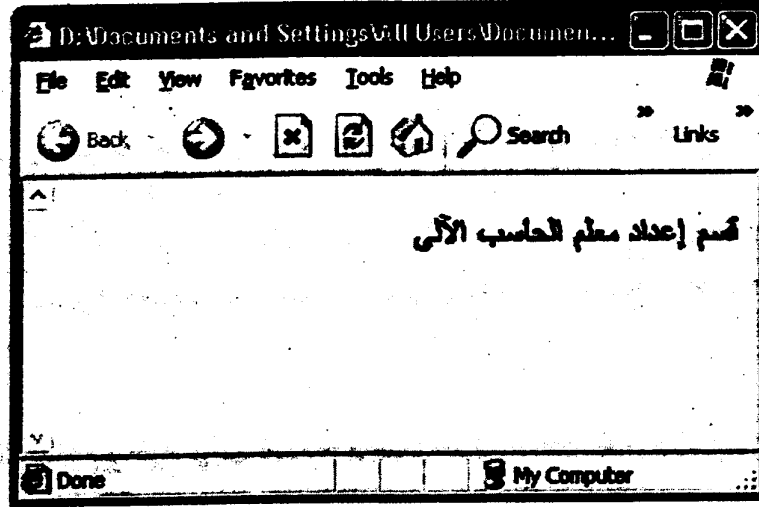 D:\Documents and Settings\All Users\Documen...
File Edit View Favorites Tools Help
Back Search » Links »
قسم إعداد معلم الحاسب الآلى
Done My Computer